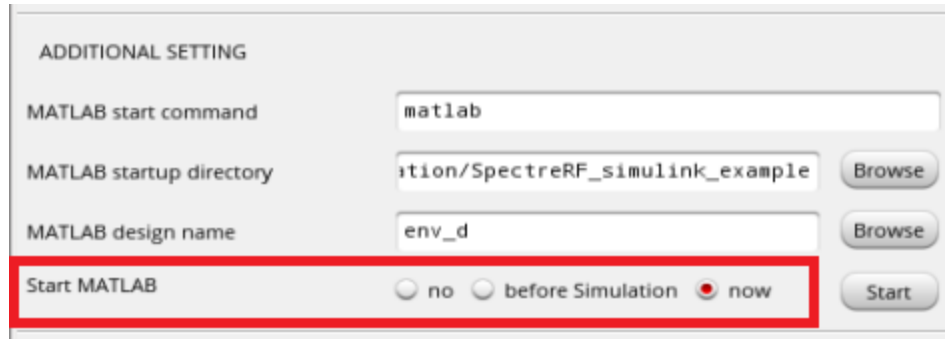 ADDITIONAL SETTING
MATLAB start command matlab
MATLAB startup directory ation/SpectreRF_simulink_example Browse
MATLAB design name env_d Browse
Start MATLAB no before Simulation now Start